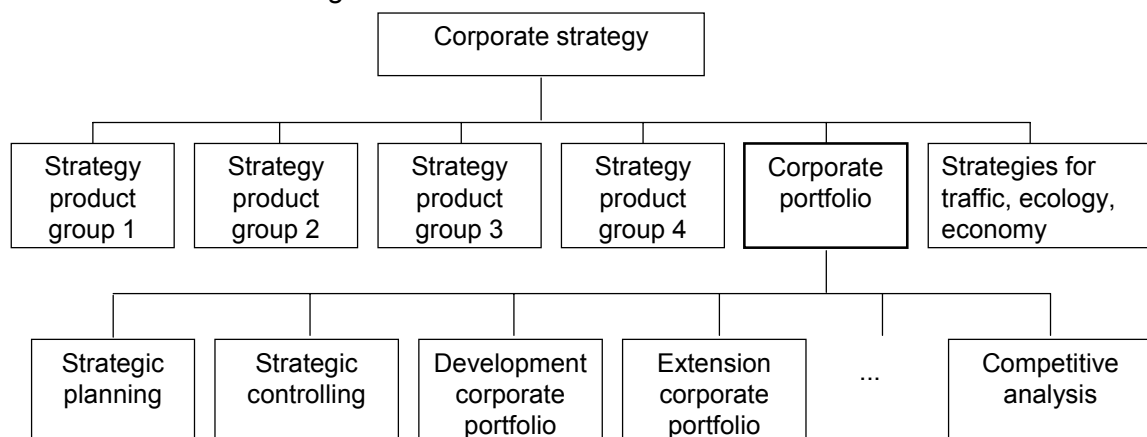 Corporate strategy
Strategy
product
group 1
Strategy
product
group 2
Strategy
product
group 3
Strategy
product
group 4
Corporate
portfolio
Strategies for
traffic, ecology,
economy
Strategic
planning
Strategic
controlling
Development
corporate
portfolio
Extension
corporate
portfolio
...
Competitive
analysis